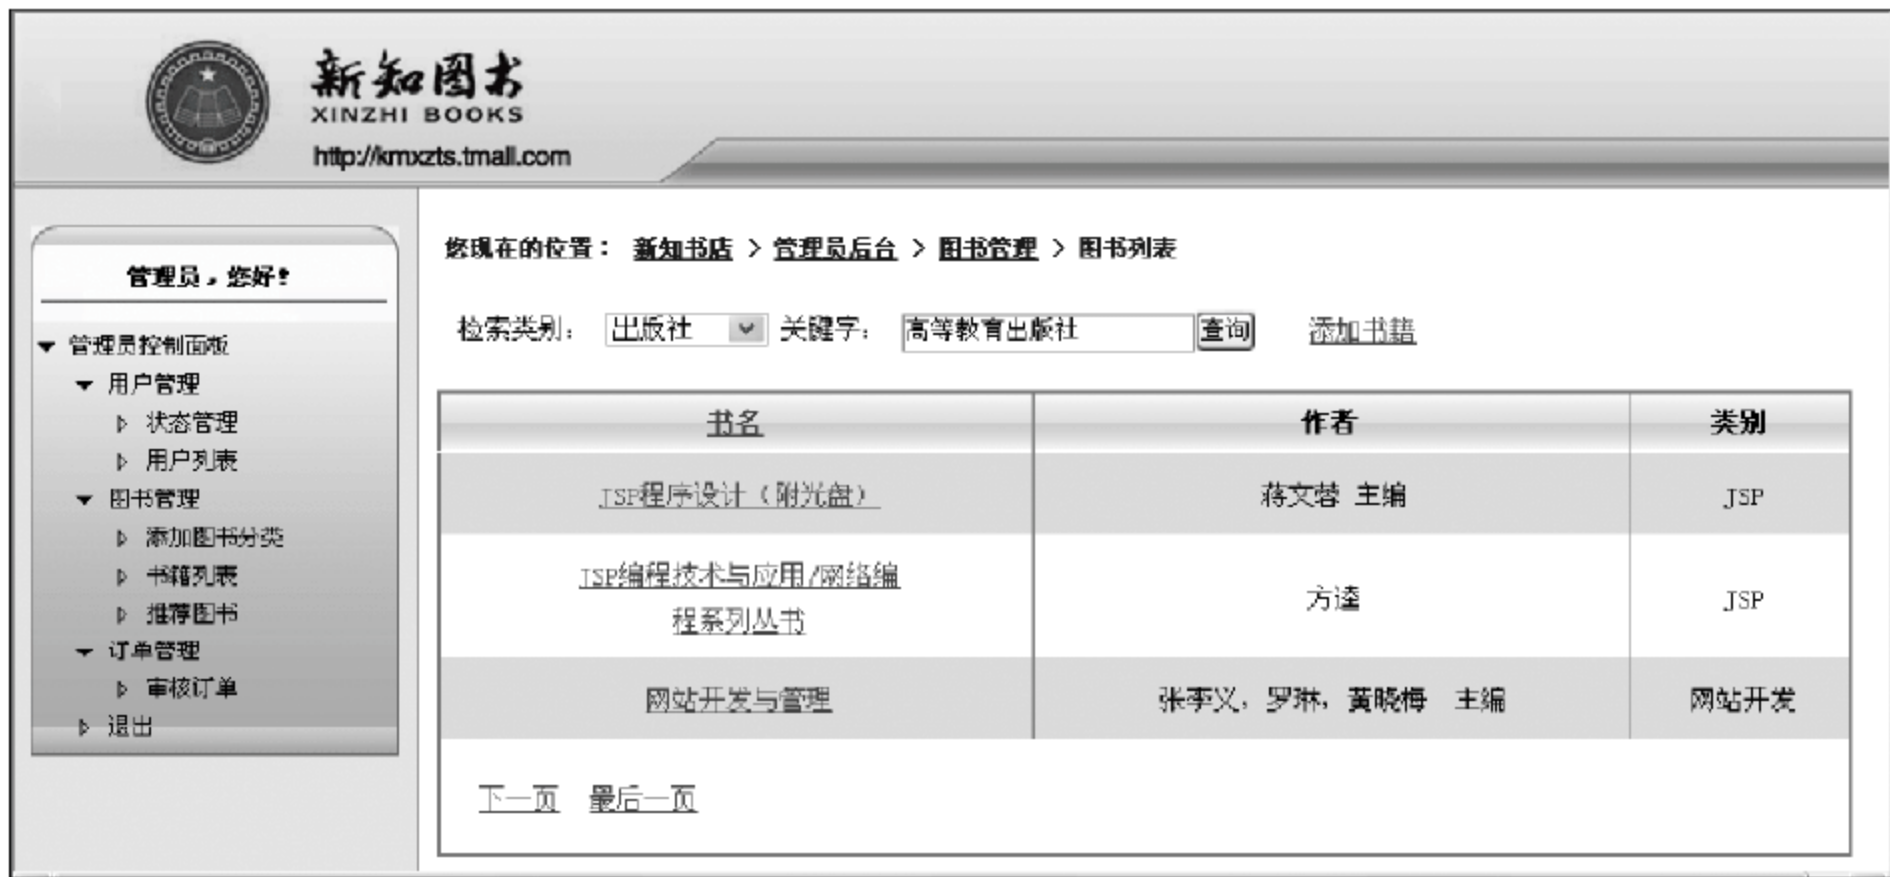 新知图书
XINZHI BOOKS
http://kmxzts.tmall.com
管理员，您好！
管理员控制面板
用户管理
状态管理
用户列表
图书管理
添加图书分类
书籍列表
推荐图书
订单管理
审核订单
退出
您现在的位置： 新知书店 > 管理员后台 > 图书管理 > 图书列表
检索类别： 出版社 关键字： 高等教育出版社 查询 添加书籍
书名 作者 类别
JSP程序设计（附光盘） 蒋文蓉 主编 JSP
JSP编程技术与应用/网络编
程系列丛书 方逵 JSP
网站开发与管理 张李义，罗琳，黄晓梅 主编 网站开发
下一页 最后一页